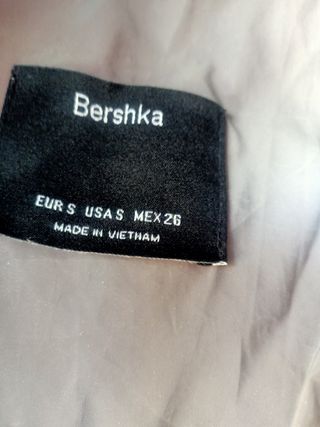 Bershka
EUR S USA S MEX 26
MADE IN VIETNAM